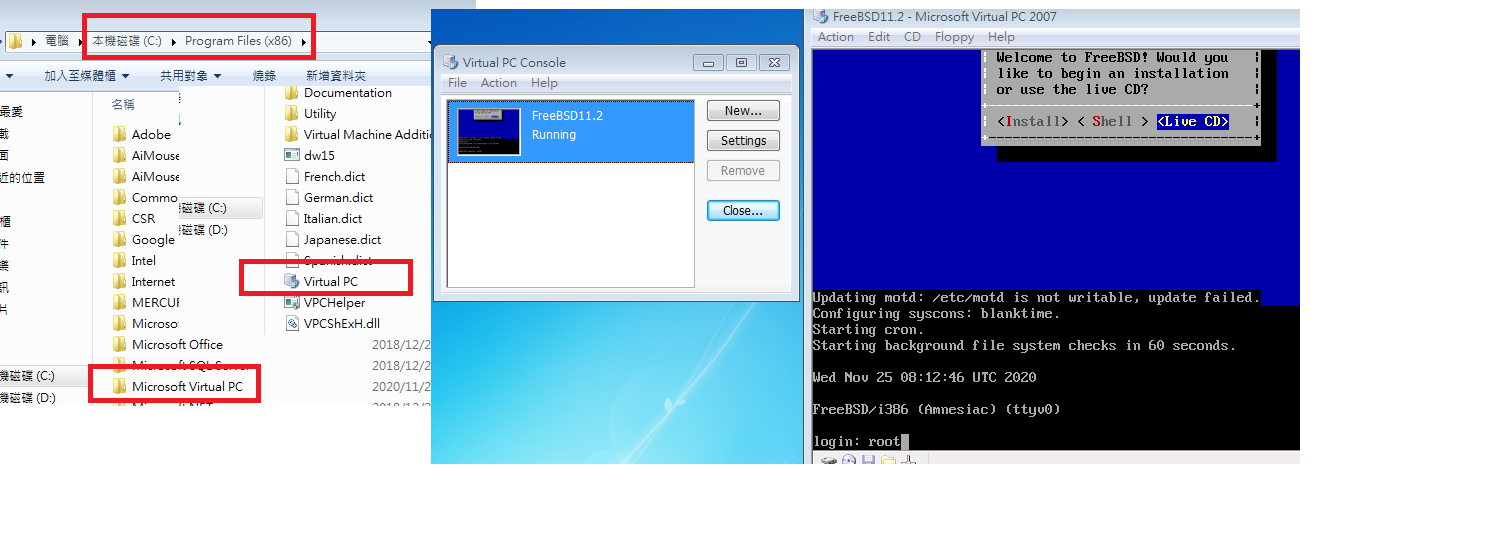 電腦 ▸ 本機磁碟 (C:) ▸ Program Files (x86) ▸
加入至媒體櫃 ▼ 共用對象 ▼ 燒錄 新增資料夾
最愛
載
面
近的位置
櫃
件
樂
訊
片
機磁碟 (C:)
機磁碟 (D:)
名稱
Adobe
AiMouse
AiMouse
Commo
CSR
Google
Intel
Internet
MERCUR
Microsof
Microsoft Office 2018/12/2
Microsoft SQL Server 2018/12/2
Microsoft Virtual PC 2020/11/2
Microsoft.NET 2018/12/2
磁碟 (C:)
磁碟 (D:)
Documentation
Utility
Virtual Machine Additi
dw15
French.dict
German.dict
Italian.dict
Japanese.dict
Spanish.dict
Virtual PC
VPCHelper
VPCShExH.dll
Virtual PC Console
File Action Help
FreeBSD11.2
Running
New...
Settings
Remove
Close...
FreeBSD11.2 - Microsoft Virtual PC 2007
Action Edit CD Floppy Help
Welcome to FreeBSD! Would you
like to begin an installation
or use the live CD?
<Install> < Shell > <Live CD>
Updating motd: /etc/motd is not writable, update failed.
Configuring syscons: blanktime.
Starting cron.
Starting background file system checks in 60 seconds.
Wed Nov 25 08:12:46 UTC 2020
FreeBSD/i386 (Amnesiac) (ttyv0)
login: root